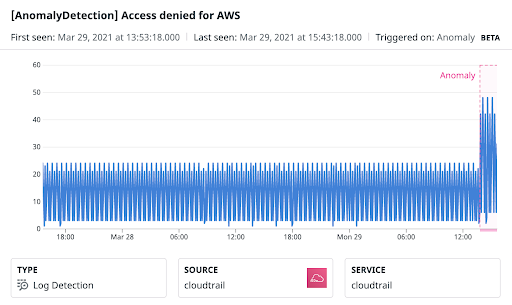 [AnomalyDetection] Access denied for AWS
First seen: Mar 29, 2021 at 13:53:18.000 Last seen: Mar 29, 2021 at 15:43:18.000 Triggered on: Anomaly BETA
60
Anomaly
50
40
30
20
10
0
18:00 Mar 28 06:00 12:00 18:00 Mon 29 06:00 12:00
TYPE SOURCE SERVICE
Log Detection cloudtrail cloudtrail